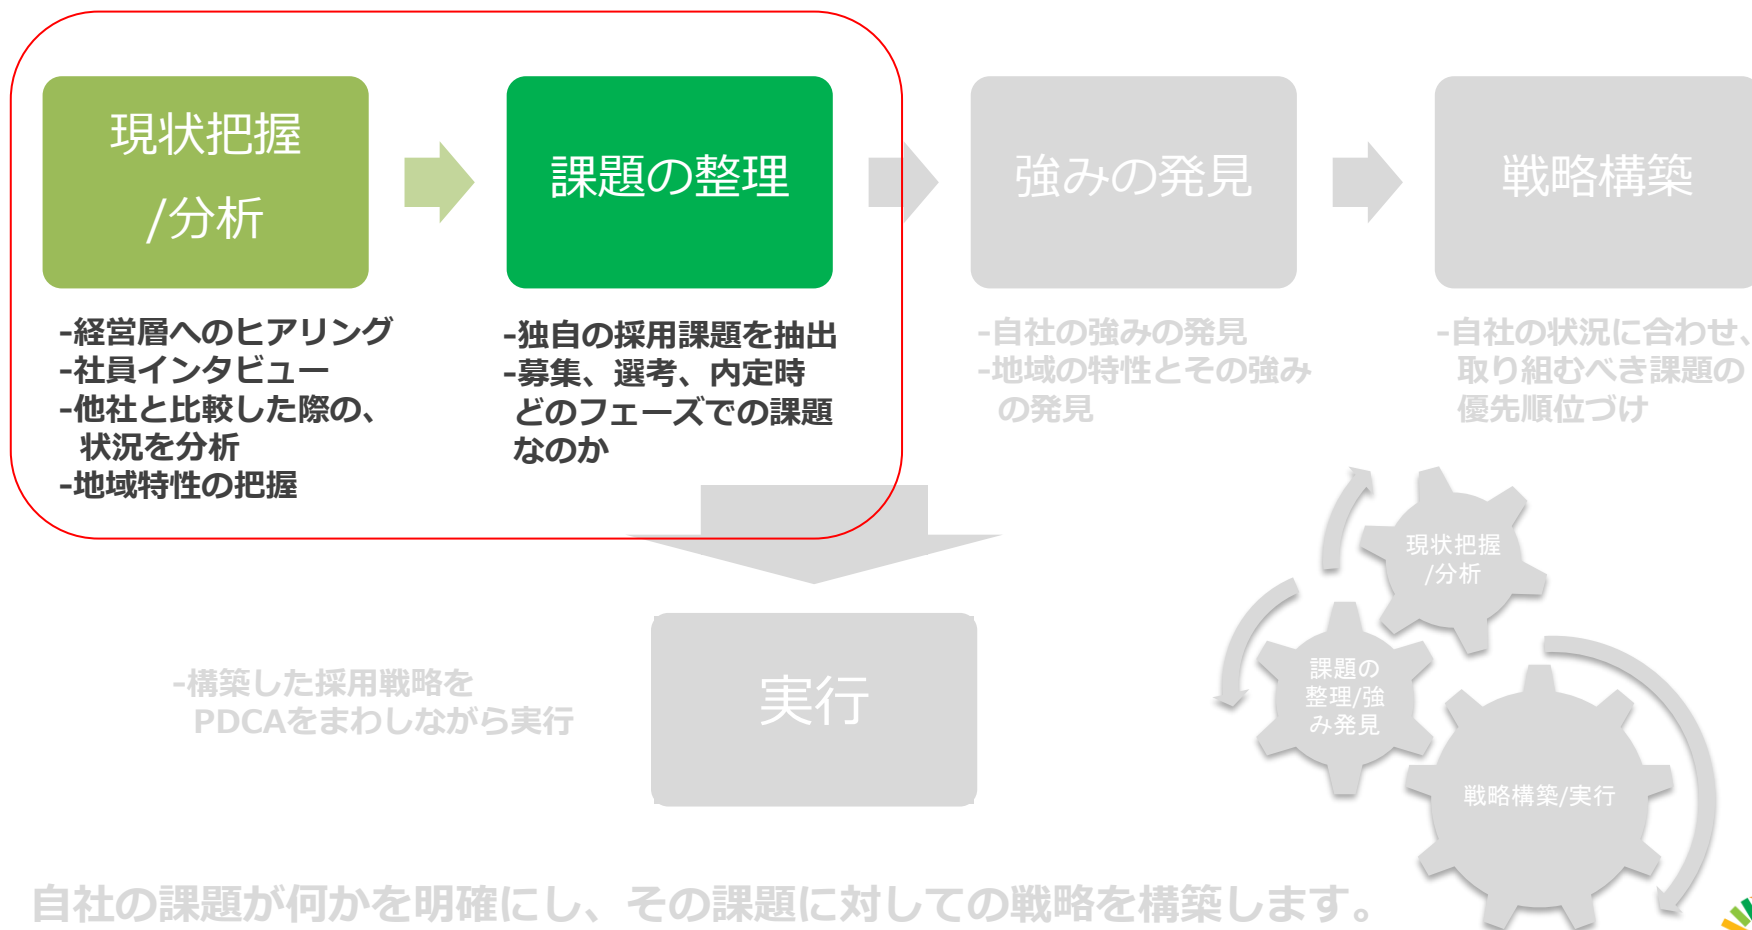 現状把握
/分析
課題の整理
強みの発見
戦略構築
-経営層へのヒアリング
-社員インタビュー
-他社と比較した際の、
状況を分析
-地域特性の把握
-独自の採用課題を抽出
-募集、選考、内定時
どのフェーズでの課題
なのか
-自社の強みの発見
-地域の特性とその強み
の発見
-自社の状況に合わせ、
取り組むべき課題の
優先順位づけ
-構築した採用戦略を
PDCAをまわしながら実行
実行
現状把握
/分析
課題の
整理/強
み発見
戦略構築/実行
自社の課題が何かを明確にし、その課題に対しての戦略を構築します。